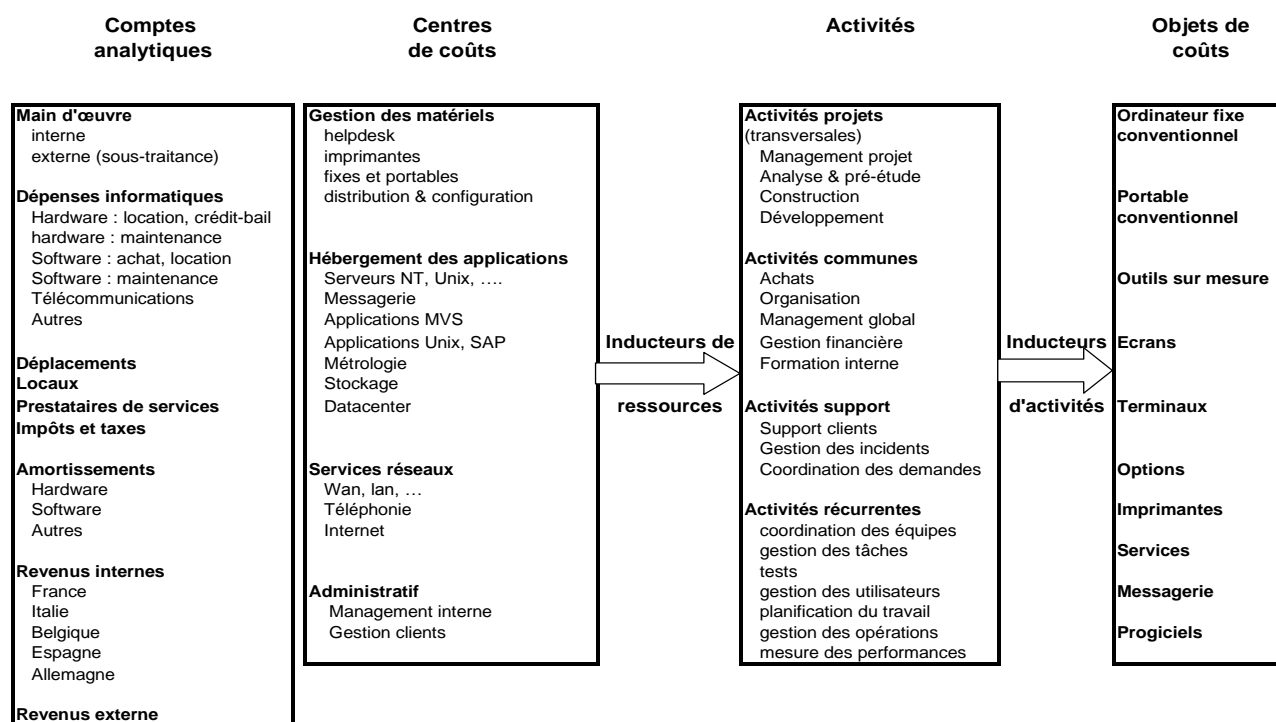 Comptes
analytiques
Centres
de coûts
Activités
Objets de
coûts
Main d'œuvre
interne
externe (sous-traitance)
Dépenses informatiques
Hardware : location, crédit-bail
hardware : maintenance
Software : achat, location
Software : maintenance
Télécommunications
Autres
Déplacements
Locaux
Prestataires de services
Impôts et taxes
Amortissements
Hardware
Software
Autres
Revenus internes
France
Italie
Belgique
Espagne
Allemagne
Revenus externe
Gestion des matériels
helpdesk
imprimantes
fixes et portables
distribution & configuration
Hébergement des applications
Serveurs NT, Unix, ….
Messagerie
Applications MVS
Applications Unix, SAP
Métrologie
Stockage
Datacenter
Services réseaux
Wan, lan, …
Téléphonie
Internet
Administratif
Management interne
Gestion clients
Inducteurs de
ressources
Activités projets
(transversales)
Management projet
Analyse & pré-étude
Construction
Développement
Activités communes
Achats
Organisation
Management global
Gestion financière
Formation interne
Activités support
Support clients
Gestion des incidents
Coordination des demandes
Activités récurrentes
coordination des équipes
gestion des tâches
tests
gestion des utilisateurs
planification du travail
gestion des opérations
mesure des performances
Inducteurs
d'activités
Ordinateur fixe
conventionnel
Portable
conventionnel
Outils sur mesure
Ecrans
Terminaux
Options
Imprimantes
Services
Messagerie
Progiciels